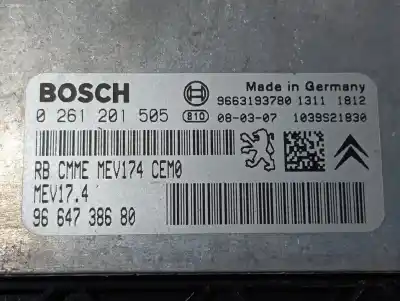 BOSCH
Made in Germany
9663193780 1311 1812
0 261 201 505 B10 08-03-07 1039S21830
RB CMME MEV174 CEM0
MEV17.4
96 647 386 80